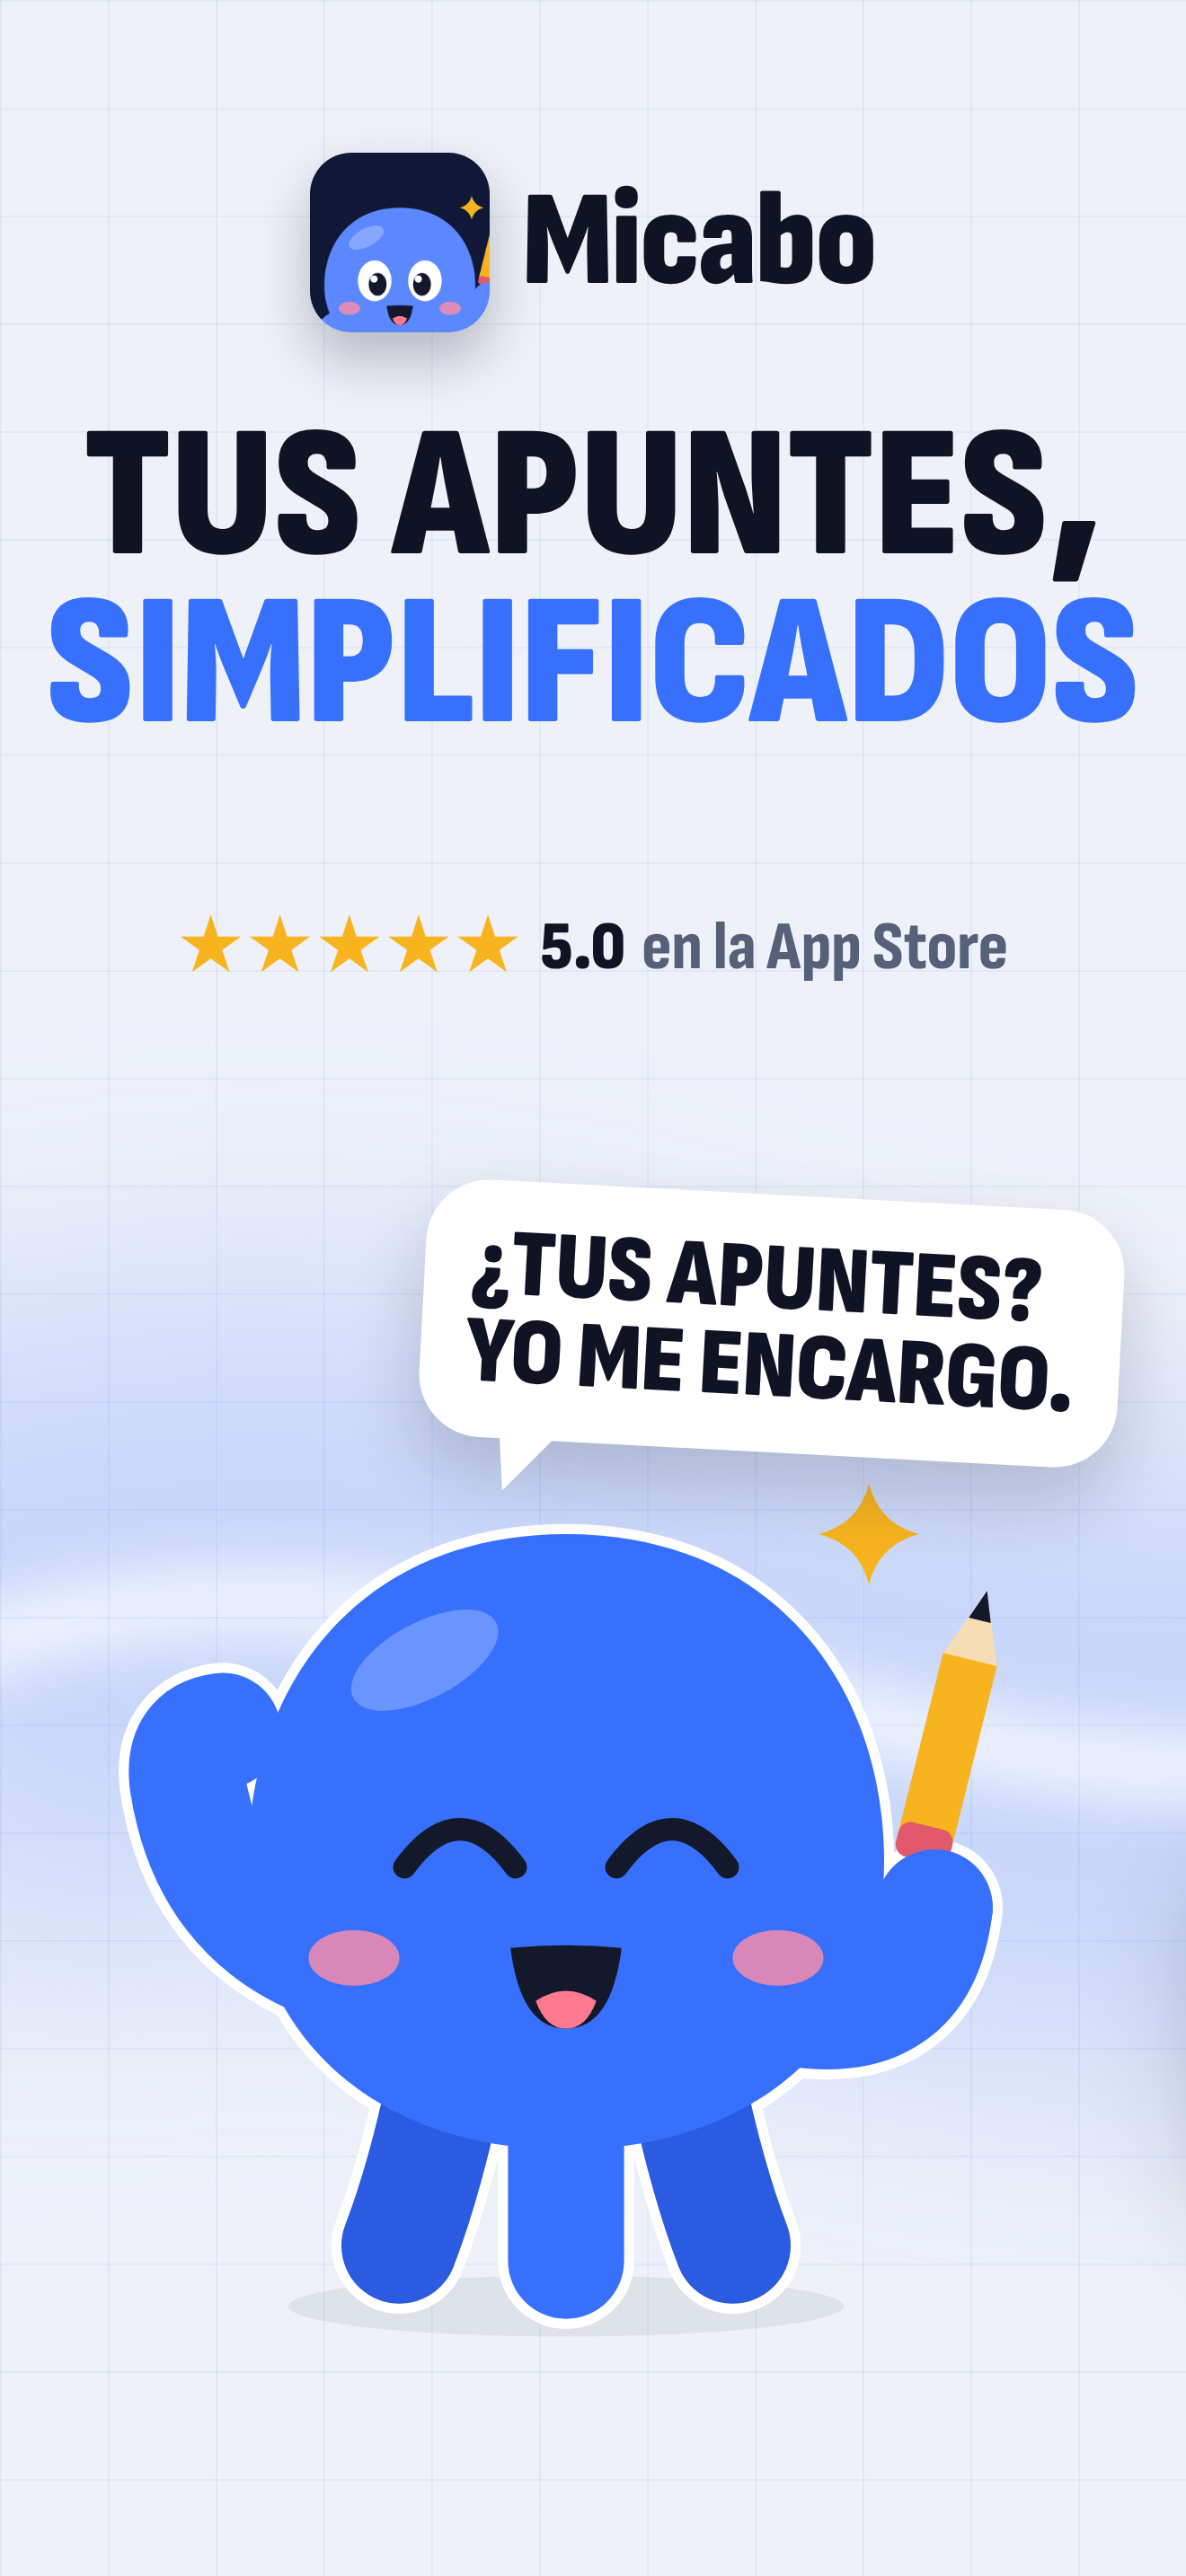 Micabo
TUS APUNTES,
SIMPLIFICADOS
★★★★★ 5.0 en la App Store
¿TUS APUNTES?
YO ME ENCARGO.